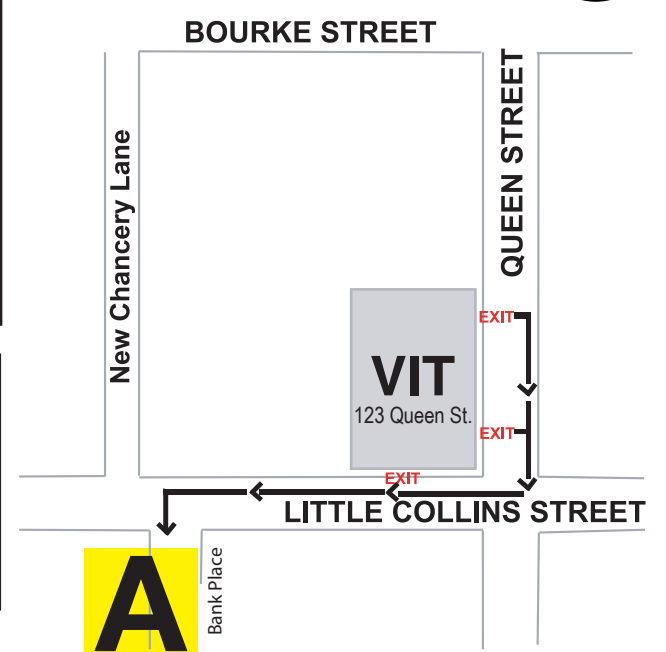 BOURKE STREET
QUEEN STREET
New Chancery Lane
EXIT
VIT
123 Queen St.
EXIT
EXIT
LITTLE COLLINS STREET
A
Bank Place